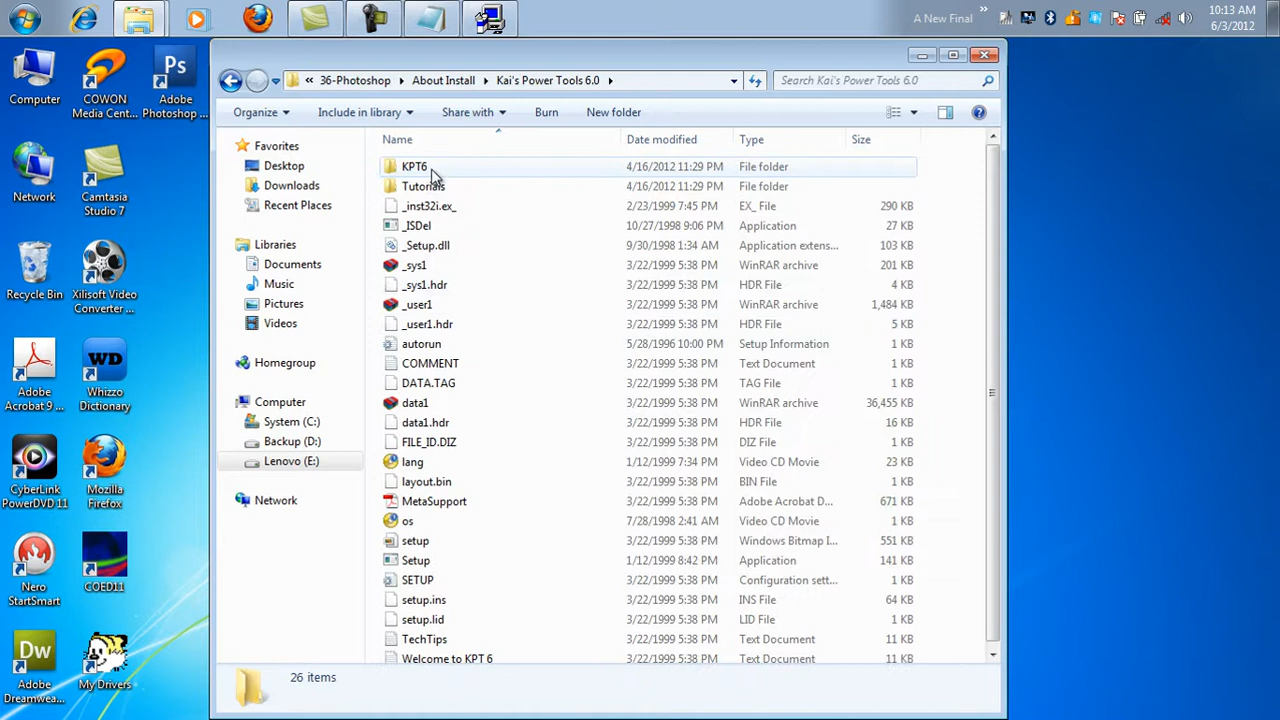 A New Final
»
10:13 AM
6/3/2012
Computer
COWON
Media Cent...
Adobe
Photoshop ...
Ps
Network
Camtasia
Studio 7
Recycle Bin
Xilisoft Video
Converter ...
WD
Adobe
Acrobat 9 ...
Whizzo
Dictionary
CyberLink
PowerDVD 11
Mozilla
Firefox
Nero
StartSmart
COED11
Dw
Adobe
Dreamwea...
My Drivers
« 36-Photoshop
About Install
Kai's Power Tools 6.0
Search Kai's Power Tools 6.0
Organize
Include in library
Share with
Burn
New folder
Favorites
Desktop
Downloads
Recent Places
Libraries
Documents
Music
Pictures
Videos
Homegroup
Computer
System (C:)
Backup (D:)
Lenovo (E:)
Network
Name Date modified Type Size
KPT6 4/16/2012 11:29 PM File folder
Tutorials 4/16/2012 11:29 PM File folder
_inst32i.ex_ 2/23/1999 7:45 PM EX_ File 290 KB
_ISDel 10/27/1998 9:06 PM Application 27 KB
_Setup.dll 9/30/1998 1:34 AM Application extens... 103 KB
_sys1 3/22/1999 5:38 PM WinRAR archive 201 KB
_sys1.hdr 3/22/1999 5:38 PM HDR File 4 KB
_user1 3/22/1999 5:38 PM WinRAR archive 1,484 KB
_user1.hdr 3/22/1999 5:38 PM HDR File 5 KB
autorun 5/28/1996 10:00 PM Setup Information 1 KB
COMMENT 3/22/1999 5:38 PM Text Document 1 KB
DATA.TAG 3/22/1999 5:38 PM TAG File 1 KB
data1 3/22/1999 5:38 PM WinRAR archive 36,455 KB
data1.hdr 3/22/1999 5:38 PM HDR File 16 KB
FILE_ID.DIZ 3/22/1999 5:38 PM DIZ File 1 KB
lang 1/12/1999 7:34 PM Video CD Movie 23 KB
layout.bin 3/22/1999 5:38 PM BIN File 1 KB
MetaSupport 3/22/1999 5:38 PM Adobe Acrobat D... 1 KB
os 7/28/1998 2:41 AM Video CD Movie 1 KB
setup 3/22/1999 5:38 PM Windows Bitmap I... 551 KB
Setup 1/12/1999 8:42 PM Application 141 KB
SETUP 3/22/1999 5:38 PM Configuration sett... 1 KB
setup.ins 3/22/1999 5:38 PM INS File 64 KB
setup.lid 3/22/1999 5:38 PM LID File 1 KB
TechTips 3/22/1999 5:38 PM Text Document 1 KB
Welcome to KPT 6 3/22/1999 5:38 PM Text Document 1 KB
26 items